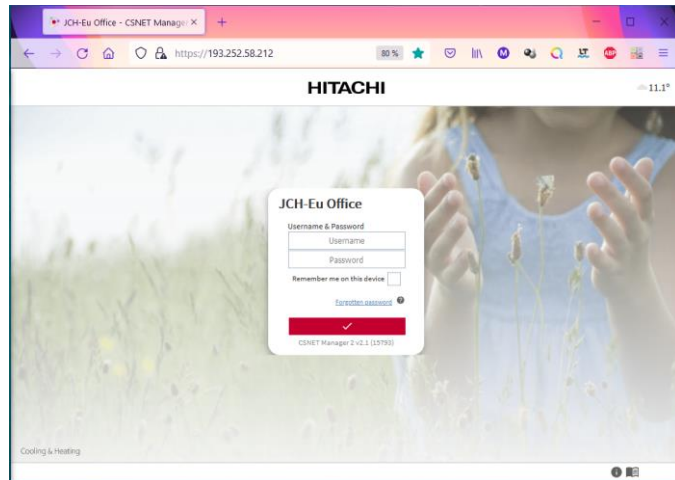 JCH-Eu Office - CSNET Manager
https://193.252.58.212
80 %
HITACHI
11.1°
JCH-Eu Office
Username & Password
Username
Password
Remember me on this device
Forgotten password
CSNET Manager 2 v2.1 (15793)
Cooling & Heating